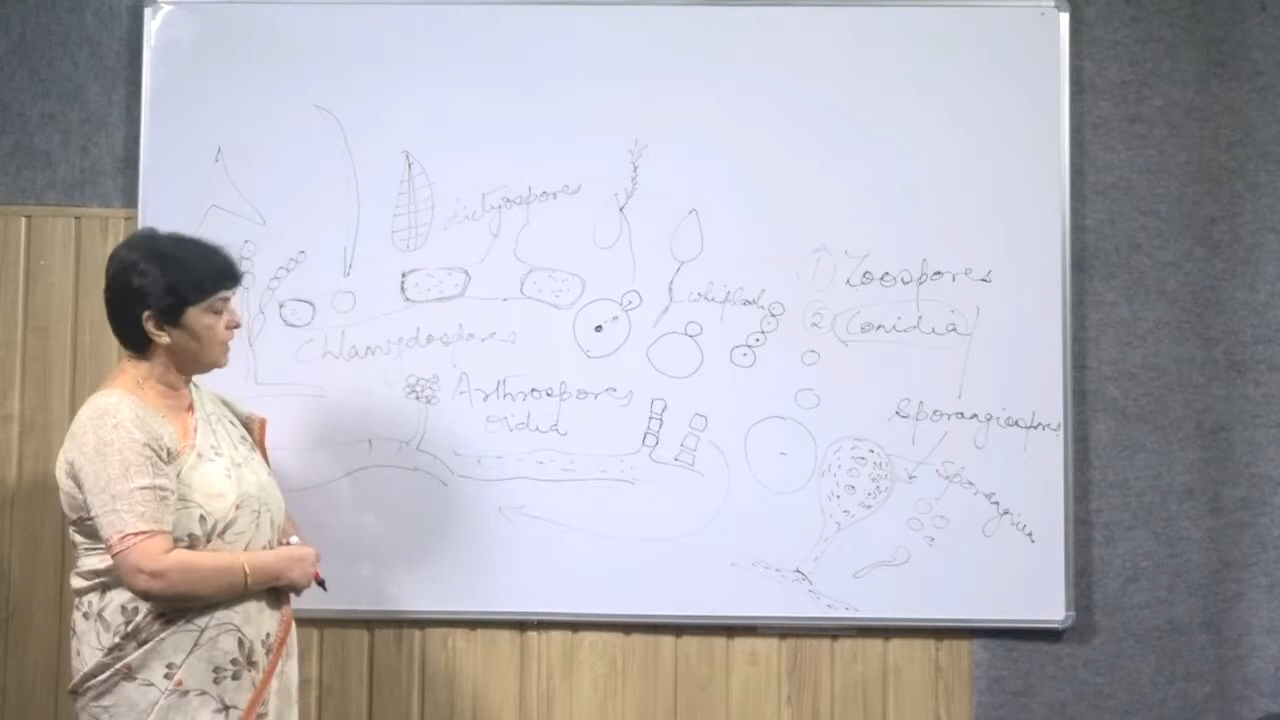 dictyospores
whiplash
① Zoospores
② Conidia
Chlamydospores
Arthrospores
oidia
Sporangiospores
Sporangium